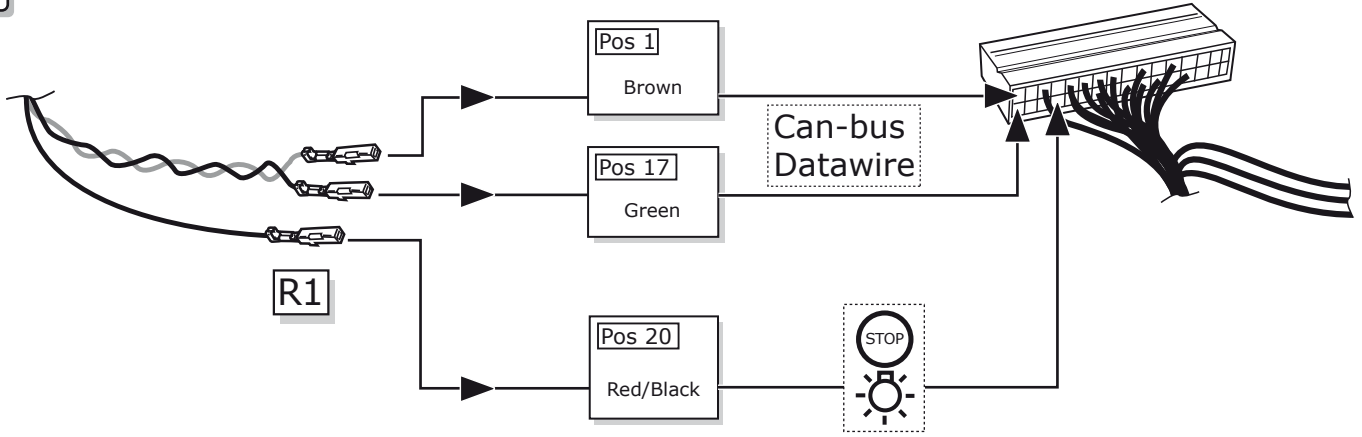 Pos 1
Brown
Can-bus
Datawire
Pos 17
Green
R1
Pos 20
Red/Black
STOP